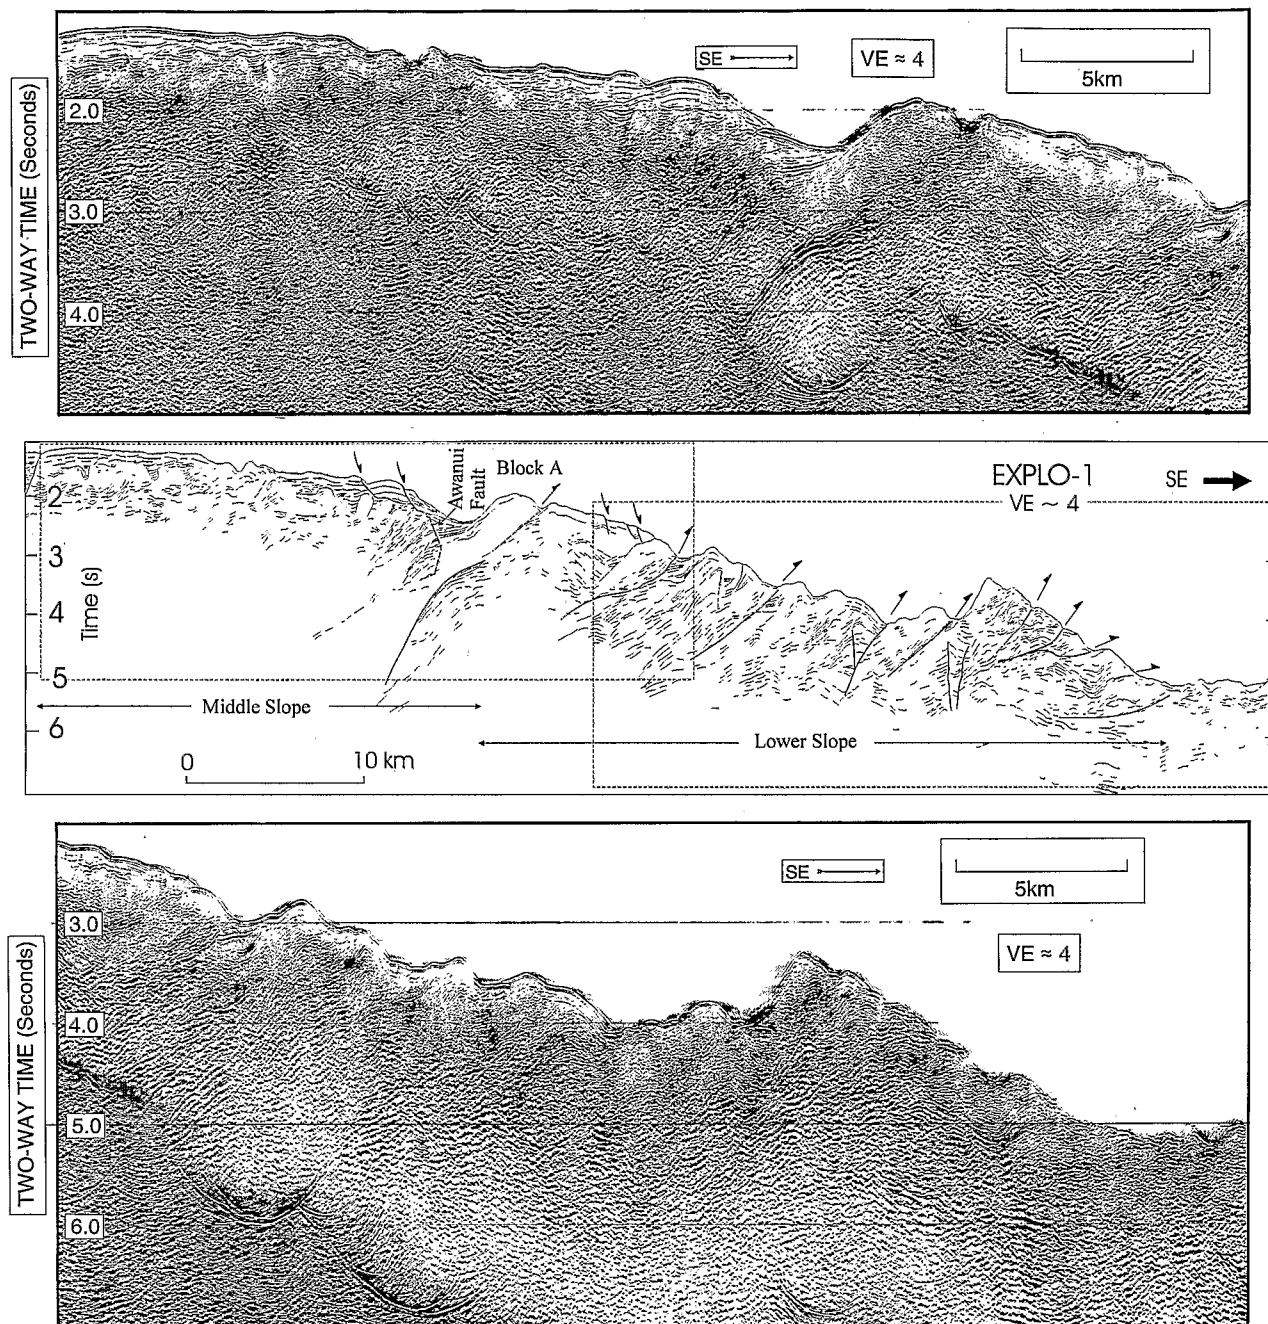 SE
VE ≈ 4
5km
TWO-WAY TIME (Seconds)
2.0
3.0
4.0
Awanui
Fault
Block A
EXPLO-1
SE
VE ~ 4
2
3
4
5
6
Time (s)
Middle Slope
Lower Slope
0
10 km
SE
5km
VE ≈ 4
TWO-WAY TIME (Seconds)
3.0
4.0
5.0
6.0